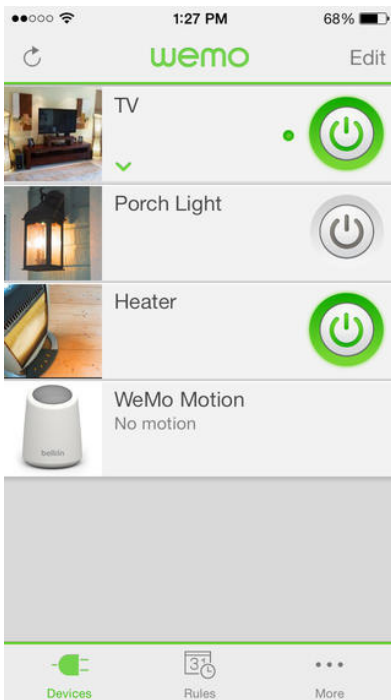 1:27 PM
68%
wemo
Edit
TV
Porch Light
Heater
WeMo Motion
No motion
belkin
31
Devices
Rules
More